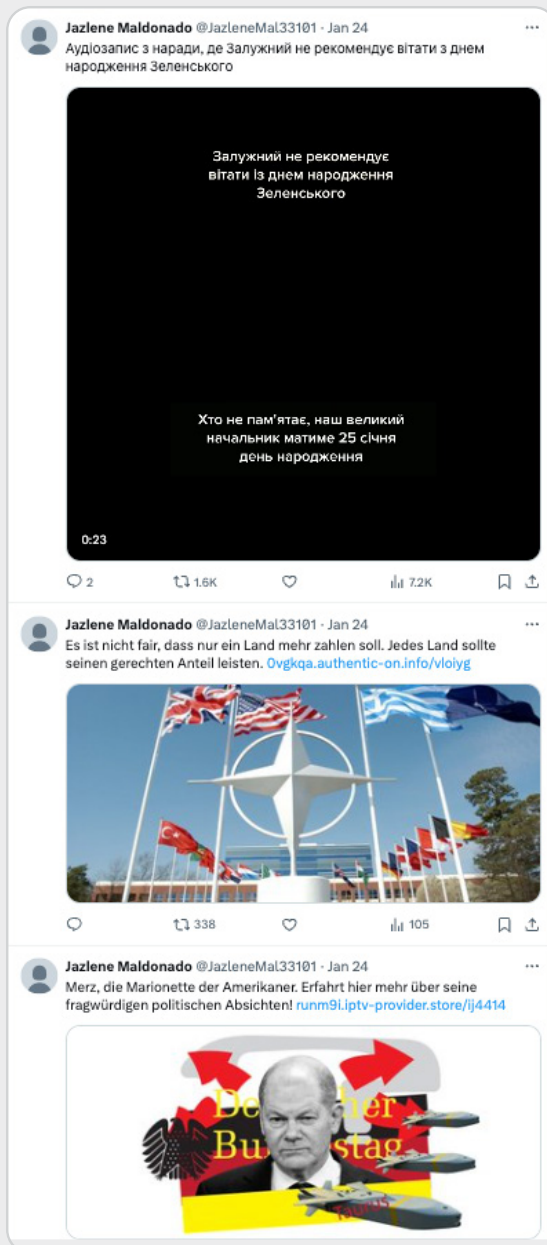 Jazlene Maldonado @JazleneMal33101 · Jan 24
Аудіозапис з наради, де Залужний не рекомендує вітати з днем
народження Зеленського
Залужний не рекомендує
вітати із днем народження
Зеленського
Хто не пам'ятає, наш великий
начальник матиме 25 січня
день народження
0:23
2 1.6K 7.2K
Jazlene Maldonado @JazleneMal33101 · Jan 24
Es ist nicht fair, dass nur ein Land mehr zahlen soll. Jedes Land sollte
seinen gerechten Anteil leisten. 0vgkqa.authentic-on.info/vloiyg
338 105
Jazlene Maldonado @JazleneMal33101 · Jan 24
Merz, die Marionette der Amerikaner. Erfahrt hier mehr über seine
fragwürdigen politischen Absichten! runm9i.iptv-provider.store/ij4414
Taurus